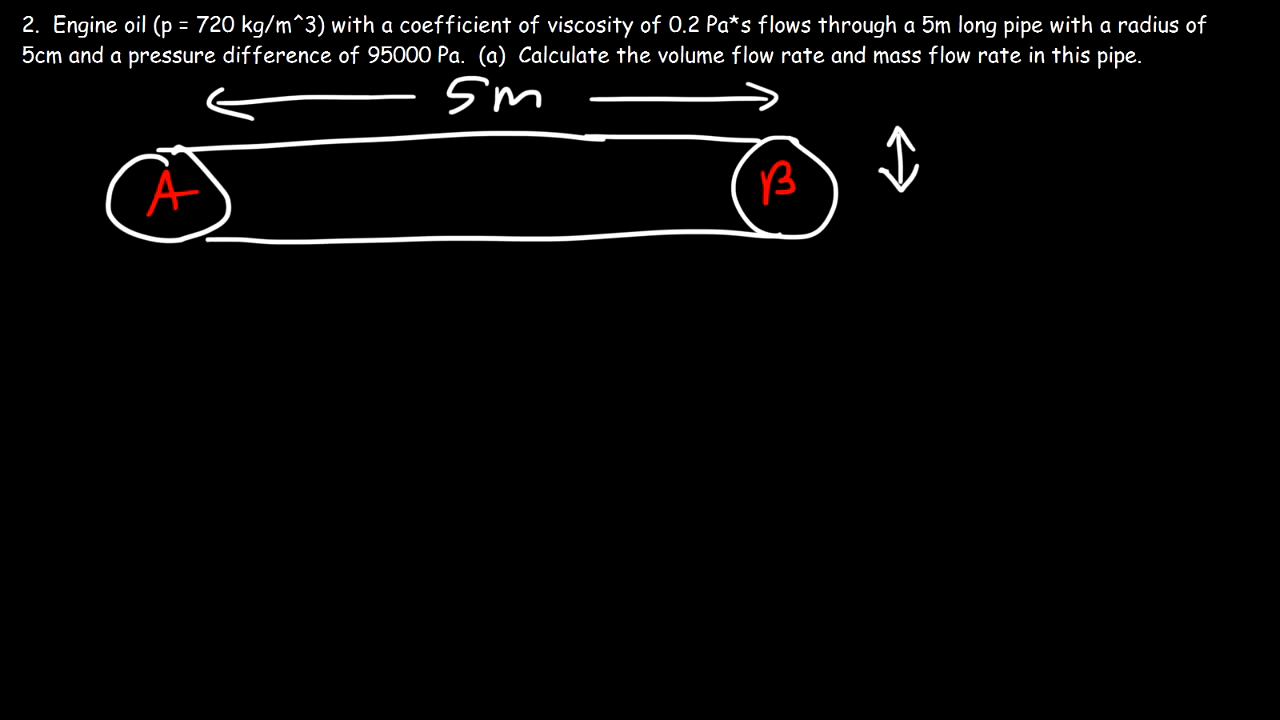 2. Engine oil (p = 720 kg/m^3) with a coefficient of viscosity of 0.2 Pa*s flows through a 5m long pipe with a radius of
5cm and a pressure difference of 95000 Pa. (a) Calculate the volume flow rate and mass flow rate in this pipe.
5m
A B